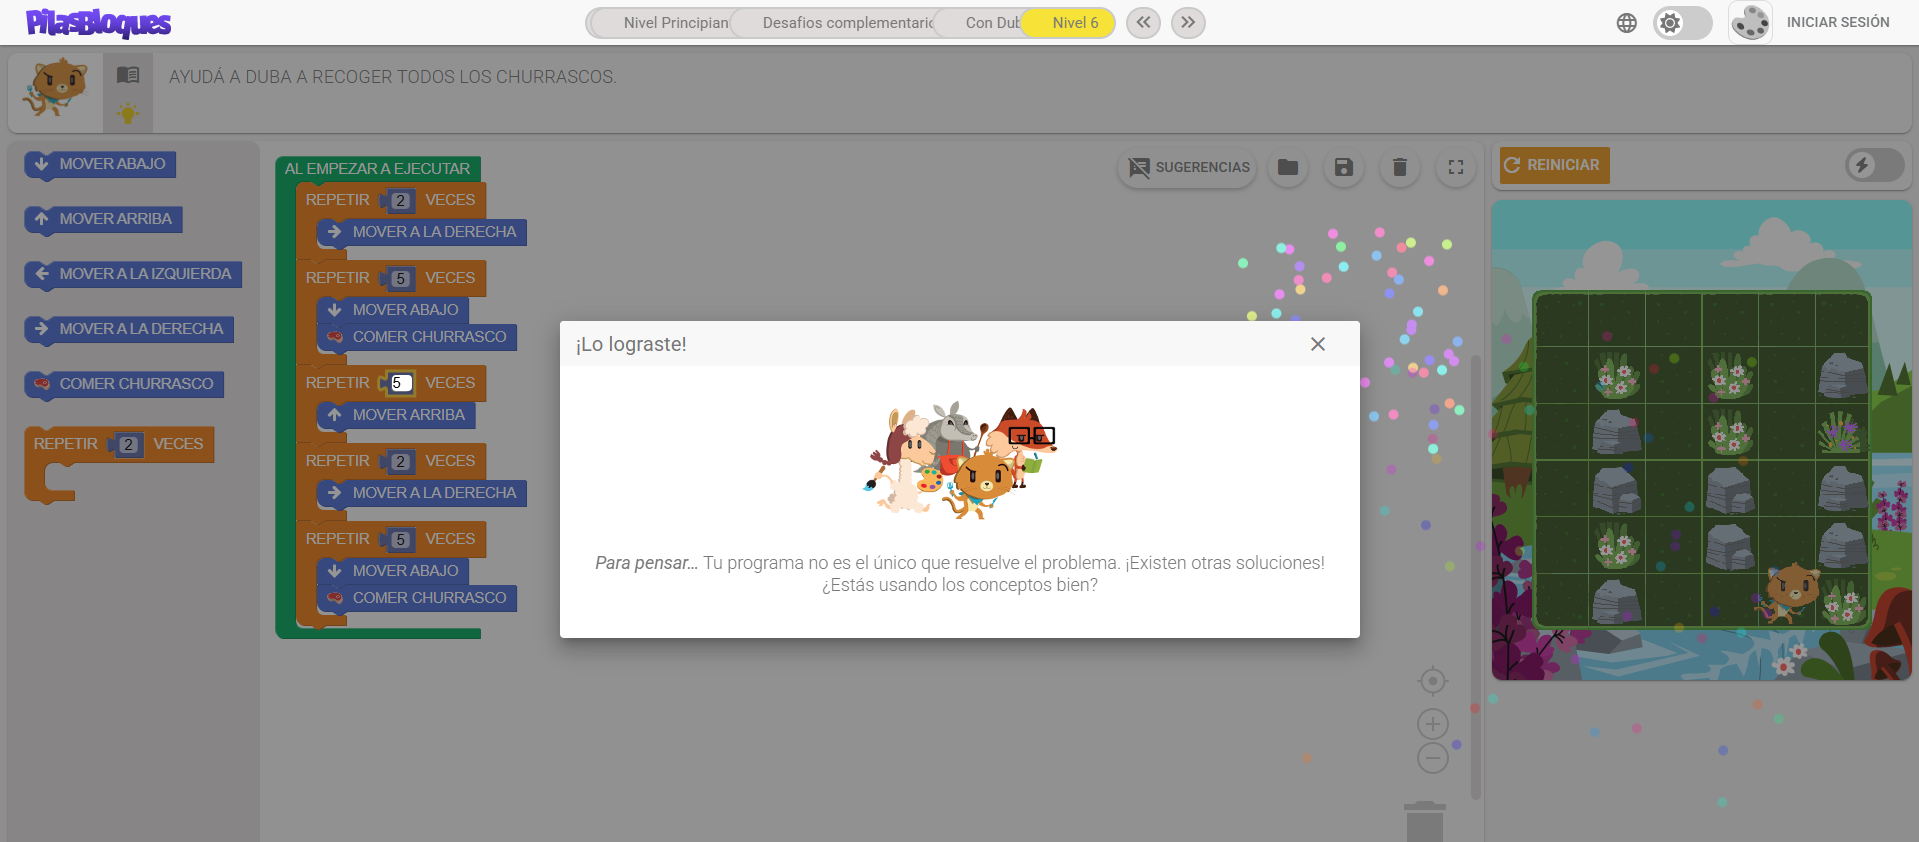 PilasBloques
Nivel Principian
Desafios complementario
Con Dub
Nivel 6
INICIAR SESIÓN
AYUDÁ A DUBA A RECOGER TODOS LOS CHURRASCOS.
MOVER ABAJO
MOVER ARRIBA
MOVER A LA IZQUIERDA
MOVER A LA DERECHA
COMER CHURRASCO
REPETIR 2 VECES
AL EMPEZAR A EJECUTAR
REPETIR 2 VECES
MOVER A LA DERECHA
REPETIR 5 VECES
MOVER ABAJO
COMER CHURRASCO
REPETIR 5 VECES
MOVER ARRIBA
REPETIR 2 VECES
MOVER A LA DERECHA
REPETIR 5 VECES
MOVER ABAJO
COMER CHURRASCO
SUGERENCIAS
REINICIAR
¡Lo lograste!
Para pensar... Tu programa no es el único que resuelve el problema. ¡Existen otras soluciones!
¿Estás usando los conceptos bien?